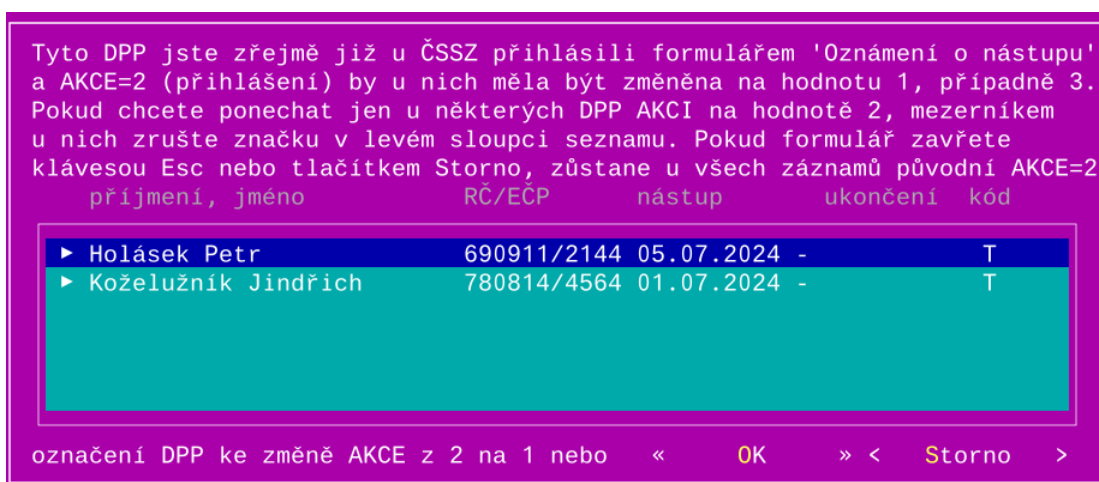 Tyto DPP jste zřejmě již u ČSSZ přihlásili formulářem 'Oznámení o nástupu'
a AKCE=2 (přihlášení) by u nich měla být změněna na hodnotu 1, případně 3.
Pokud chcete ponechat jen u některých DPP AKCI na hodnotě 2, mezerníkem
u nich zrušte značku v levém sloupci seznamu. Pokud formulář zavřete
klávesou Esc nebo tlačítkem Storno, zůstane u všech záznamů původní AKCE=2
příjmení, jméno RČ/EČP nástup ukončení kód
► Holásek Petr 690911/2144 05.07.2024 - T
► Koželužník Jindřich 780814/4564 01.07.2024 - T
označení DPP ke změně AKCE z 2 na 1 nebo « OK » < Storno >